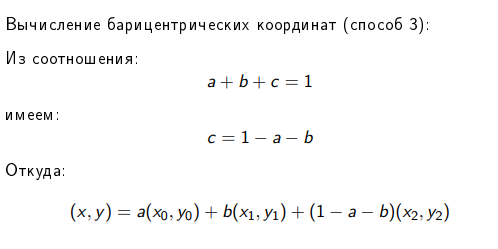 Вычисление барицентрических координат (способ 3):
Из соотношения:
a + b + c = 1
имеем:
c = 1 − a − b
Откуда:
(x, y) = a(x₀, y₀) + b(x₁, y₁) + (1 − a − b)(x₂, y₂)